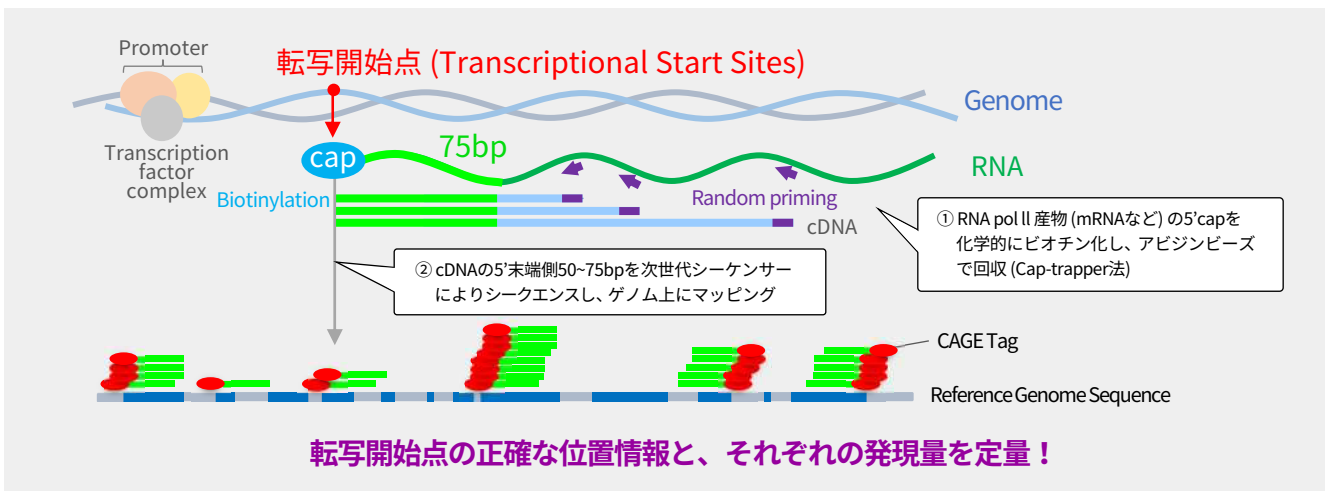 Promoter
転写開始点 (Transcriptional Start Sites)
Genome
Transcription
factor
complex
cap
75bp
RNA
Biotinylation
Random priming
cDNA
① RNA pol ll 産物 (mRNAなど) の5’capを
化学的にビオチン化し、アビジンビーズ
で回収 (Cap-trapper法)
② cDNAの5’末端側50~75bpを次世代シーケンサー
によりシークエンスし、ゲノム上にマッピング
CAGE Tag
Reference Genome Sequence
転写開始点の正確な位置情報と、それぞれの発現量を定量！